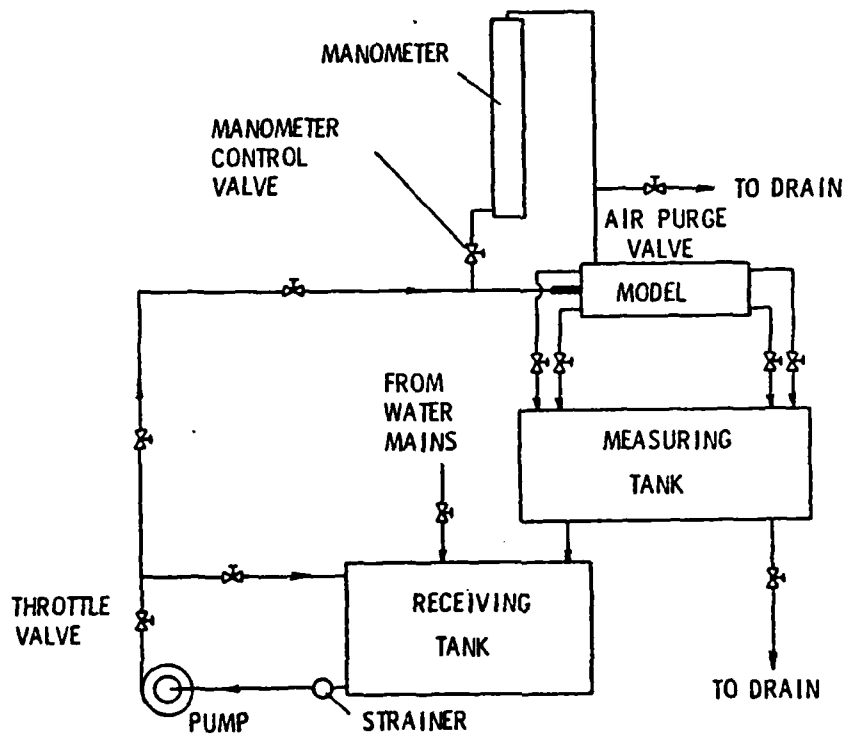 MANOMETER
MANOMETER
CONTROL
VALVE
TO DRAIN
AIR PURGE
VALVE
MODEL
FROM
WATER
MAINS
MEASURING
TANK
THROTTLE
VALVE
RECEIVING
TANK
TO DRAIN
PUMP
STRAINER